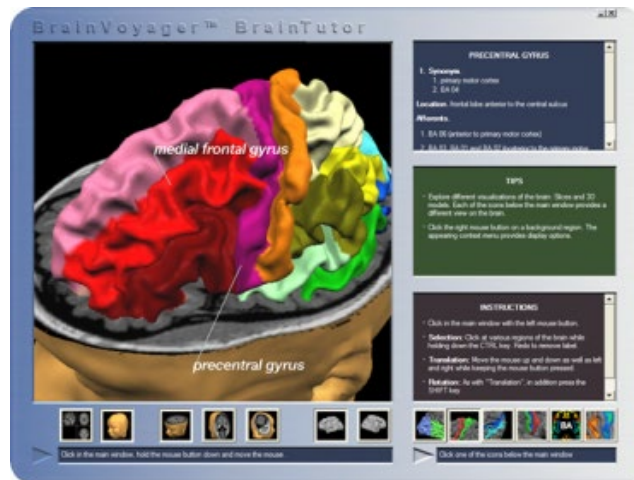 BrainVoyager™ BrainTutor
medial frontal gyrus
precentral gyrus
PRECENTRAL GYRUS
1. Synonyms
1. primary motor cortex
2. BA 04
Location: frontal lobe anterior to the central sulcus
Afferents:
1. BA 06 (anterior to primary motor cortex)
TIPS
Explore different visualizations of the brain: Slices and 3D
models. Each of the icons below the main window provides a
different view on the brain.
Click the right mouse button on a background region. The
appearing context menu provides display options.
INSTRUCTIONS
Click in the main window with the left mouse button.
Selection: Click at various regions of the brain while
holding down the CTRL key. Redo to remove label.
Translation: Move the mouse up and down as well as left
and right while keeping the mouse button pressed.
Rotation: As with "Translation", in addition press the
SHIFT key.
BA
Click in the main window, hold the mouse button down and move the mouse
Click one of the icons below the main window